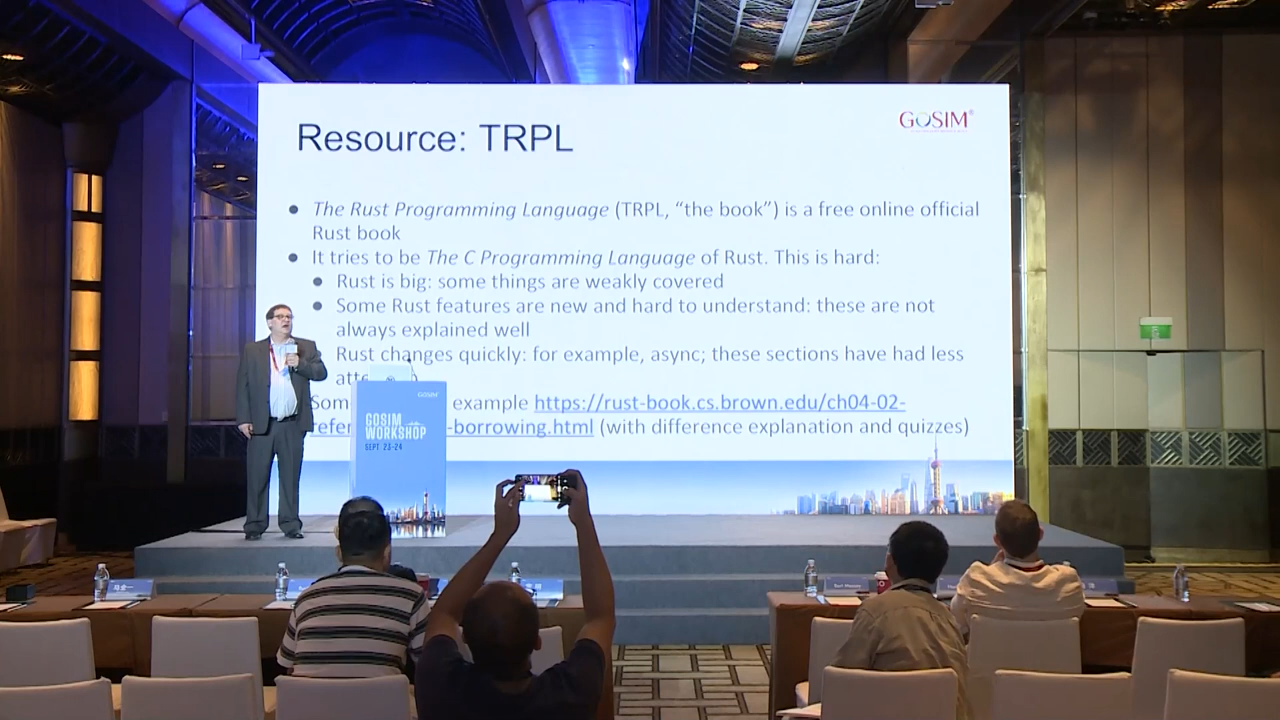 Resource: TRPL
GOSIM
The Rust Programming Language (TRPL, “the book”) is a free online official
Rust book
It tries to be The C Programming Language of Rust. This is hard:
Rust is big: some things are weakly covered
Some Rust features are new and hard to understand: these are not
always explained well
Rust changes quickly: for example, async; these sections have had less
example https://rust-book.cs.brown.edu/ch04-02-
-borrowing.html (with difference explanation and quizzes)
GOSIM
GOSIM
WORKSHOP
SEPT 23-24